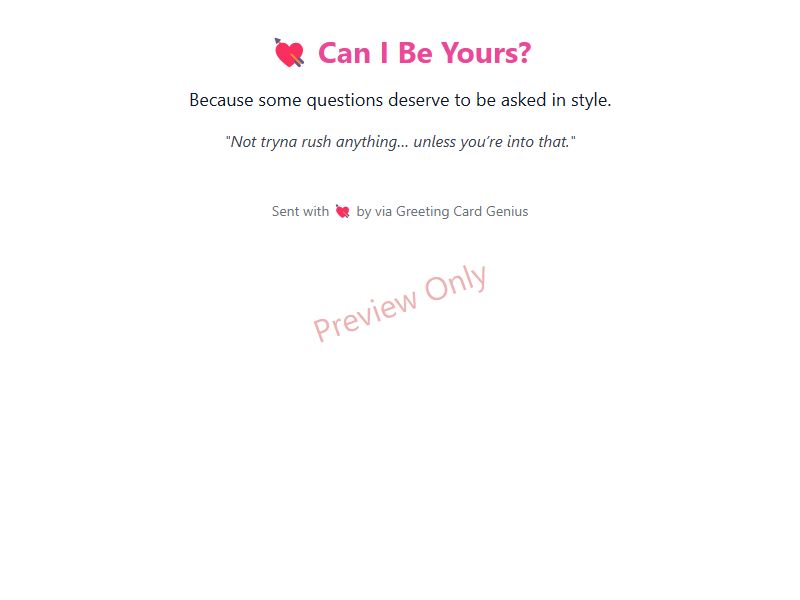 💘 Can I Be Yours?
Because some questions deserve to be asked in style.
"Not tryna rush anything… unless you’re into that."
Sent with 💘 by via Greeting Card Genius
Preview Only